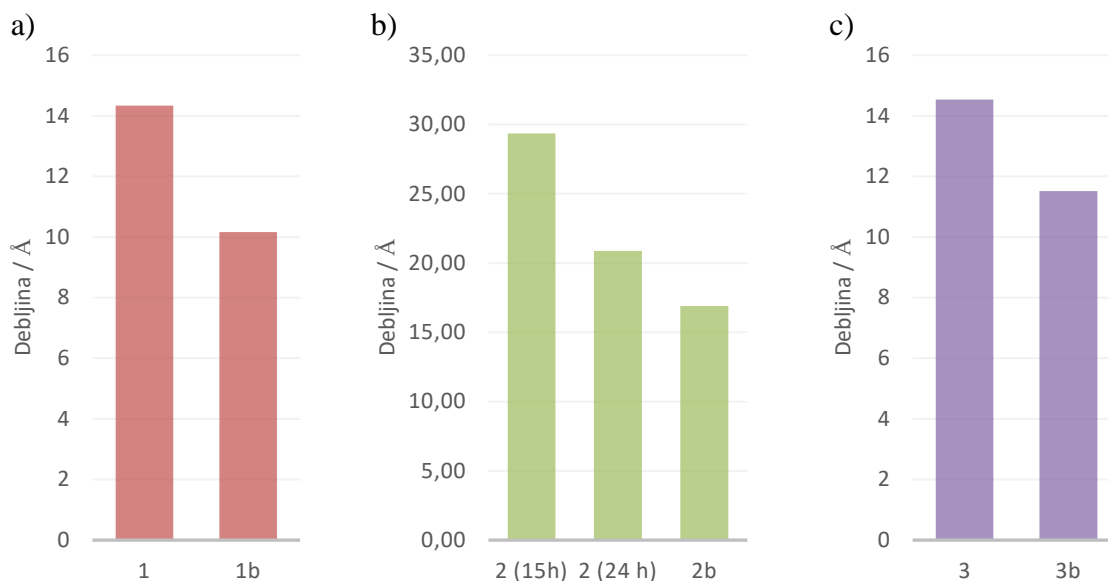 a)
Debljina / Å
16
14
12
10
8
6
4
2
0
1 1b
b)
Debljina / Å
35,00
30,00
25,00
20,00
15,00
10,00
5,00
0,00
2 (15h) 2 (24 h) 2b
c)
Debljina / Å
16
14
12
10
8
6
4
2
0
3 3b